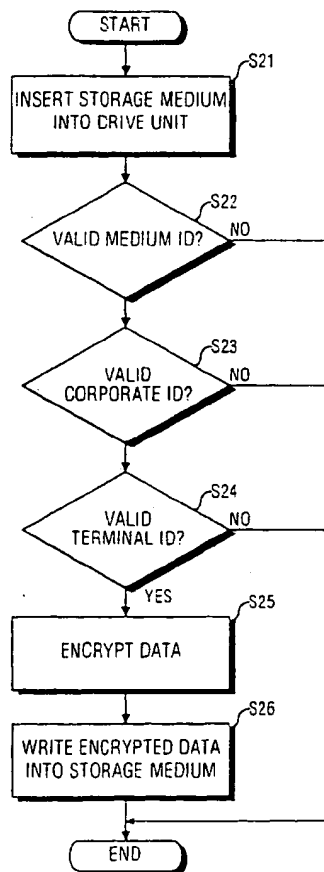 START
S21
INSERT STORAGE MEDIUM
INTO DRIVE UNIT
S22
VALID MEDIUM ID?
NO
S23
VALID
CORPORATE ID?
NO
S24
VALID
TERMINAL ID?
NO
YES
S25
ENCRYPT DATA
S26
WRITE ENCRYPTED DATA
INTO STORAGE MEDIUM
END